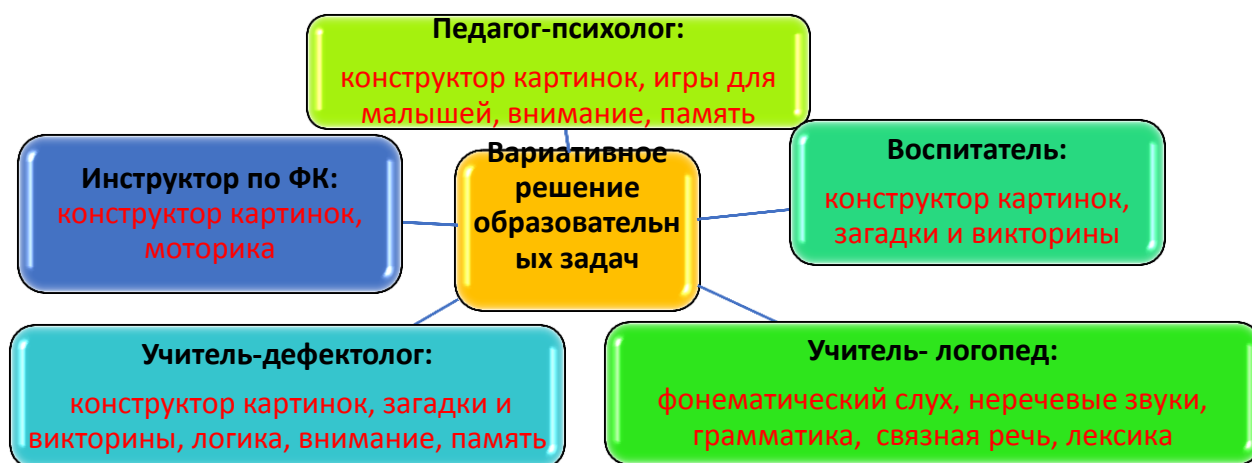 Педагог-психолог:
конструктор картинок, игры для
малышей, внимание, память
Инструктор по ФК:
конструктор картинок,
моторика
Вариативное
решение
образовательн
ых задач
Воспитатель:
конструктор картинок,
загадки и викторины
Учитель-дефектолог:
конструктор картинок, загадки и
викторины, логика, внимание, память
Учитель- логопед:
фонематический слух, неречевые звуки,
грамматика,  связная речь, лексика